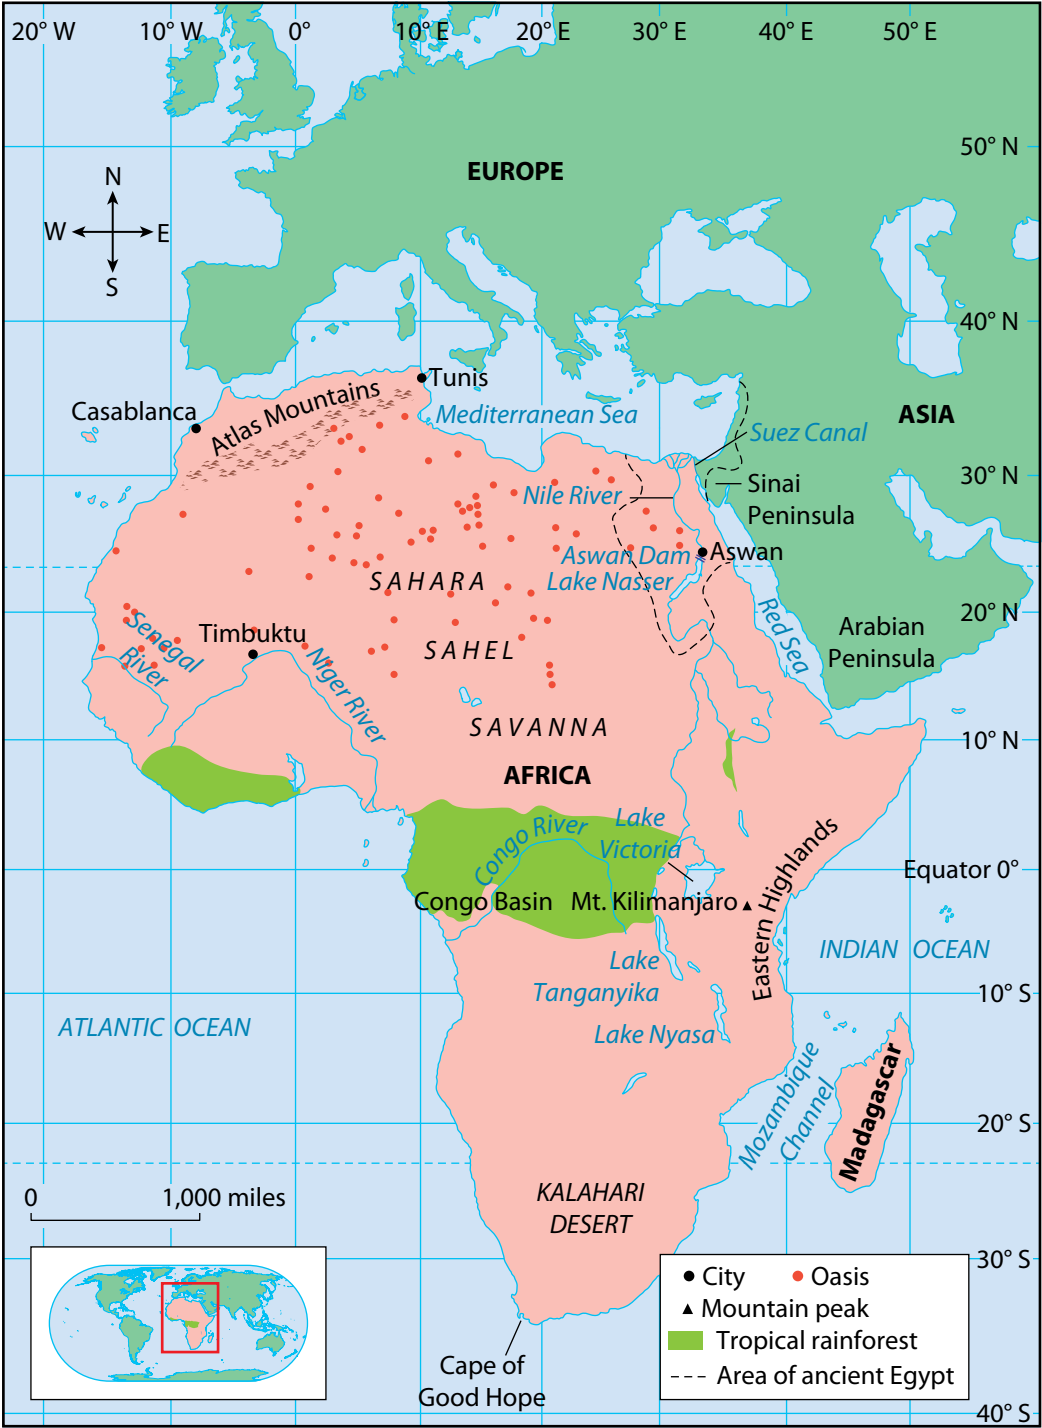 20° W
10° W
0°
10° E
20° E
30° E
40° E
50° E
50° N
EUROPE
N
W
E
S
40° N
Tunis
Casablanca
Atlas Mountains
Mediterranean Sea
ASIA
Suez Canal
30° N
Nile River
Sinai
Peninsula
Aswan Dam
Aswan
Lake Nasser
SAHARA
20° N
Red Sea
Arabian
Peninsula
Senegal
River
Timbuktu
Niger River
SAHEL
SAVANNA
10° N
AFRICA
Congo River
Lake
Victoria
Equator 0°
Congo Basin
Mt. Kilimanjaro
Eastern Highlands
INDIAN OCEAN
Lake
Tanganyika
10° S
ATLANTIC OCEAN
Lake Nyasa
Mozambique
Channel
Madagascar
20° S
0
1,000 miles
KALAHARI
DESERT
30° S
City
Oasis
Mountain peak
Tropical rainforest
Area of ancient Egypt
Cape of
Good Hope
40° S